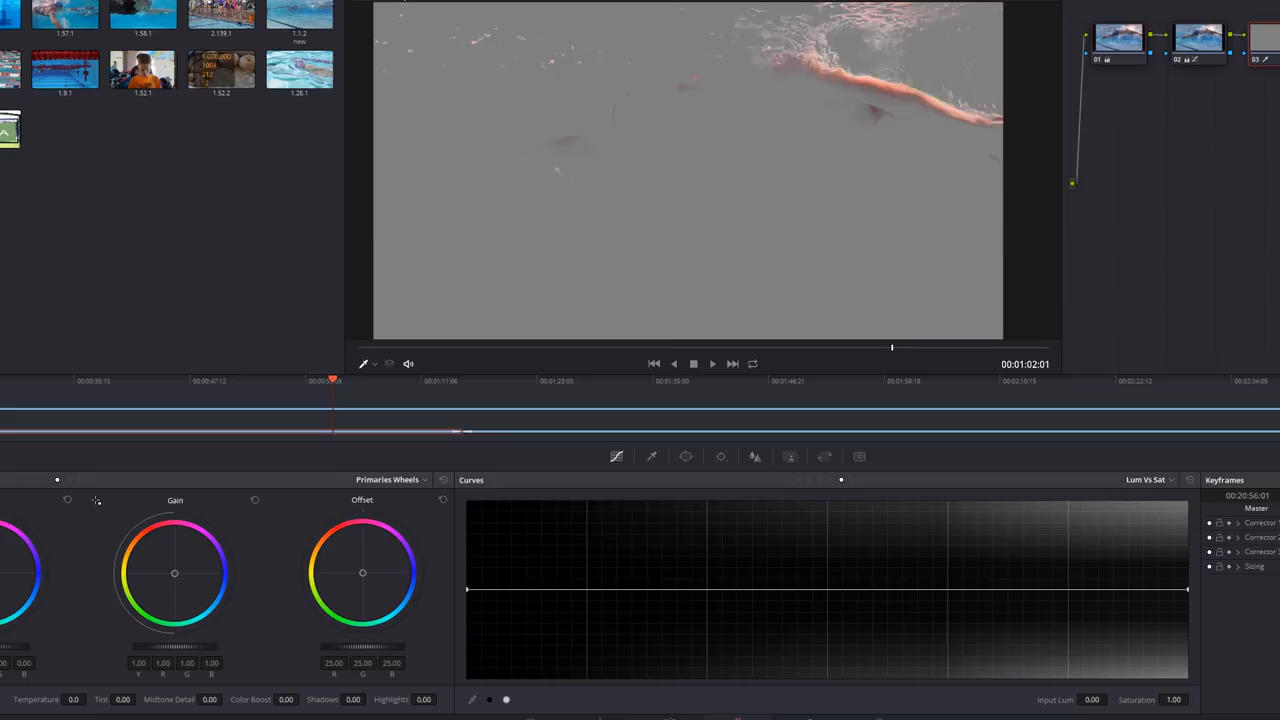 1.57.1
1.58.1
2.139.1
1.1.2
new
1,000,000
1003
212
1.9.1
1.52.1
1.52.2
1.26.1
A
01
02
03
00:01:02:01
00:00:35:15
00:00:47:12
00:01:11:06
00:01:23:03
00:01:35:00
00:01:46:21
00:01:58:18
00:02:10:15
00:02:22:12
00:02:34:09
Primaries Wheels
Curves
Lum Vs Sat
Keyframes
00:20:56:01
Master
Corrector
Corrector
Corrector
Sizing
Gain
Offset
0.00
1.00 1.00 1.00 1.00
25.00 25.00 25.00
B
Y R G B
R G B
Temperature 0.0 Tint 0.00 Midtone Detail 0.00 Color Boost 0.00 Shadows 0.00 Highlights 0.00
Input Lum 0.00 Saturation 1.00